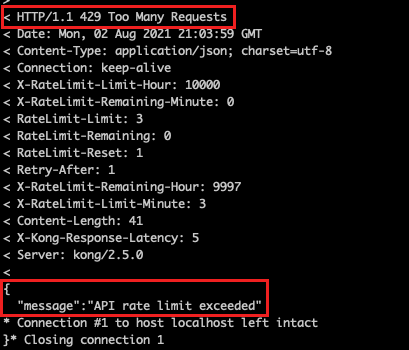 >
< HTTP/1.1 429 Too Many Requests
< Date: Mon, 02 Aug 2021 21:03:59 GMT
< Content-Type: application/json; charset=utf-8
< Connection: keep-alive
< X-RateLimit-Limit-Hour: 10000
< X-RateLimit-Remaining-Minute: 0
< RateLimit-Limit: 3
< RateLimit-Remaining: 0
< RateLimit-Reset: 1
< Retry-After: 1
< X-RateLimit-Remaining-Hour: 9997
< X-RateLimit-Limit-Minute: 3
< Content-Length: 41
< X-Kong-Response-Latency: 5
< Server: kong/2.5.0
<
{
  "message":"API rate limit exceeded"
* Connection #1 to host localhost left intact
}* Closing connection 1